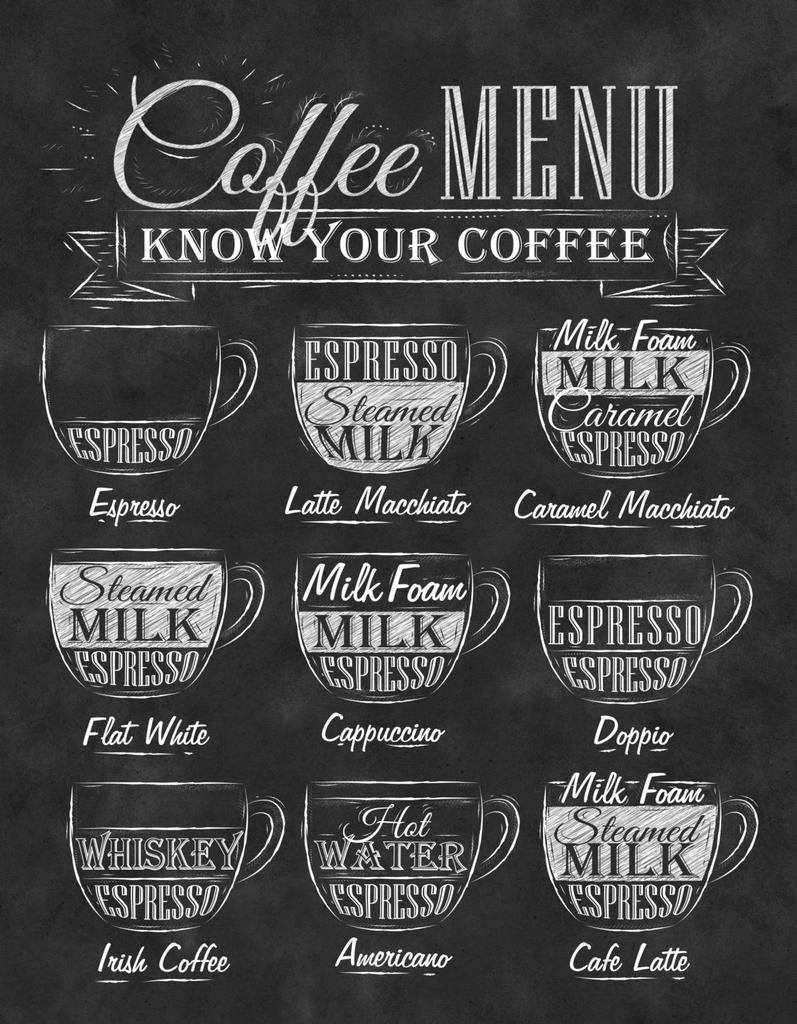 Coffee MENU
KNOW YOUR COFFEE
ESPRESSO
Espresso
ESPRESSO
Steamed
MILK
Latte Macchiato
Milk Foam
MILK
Caramel
ESPRESSO
Caramel Macchiato
Steamed
MILK
ESPRESSO
Flat White
Milk Foam
MILK
ESPRESSO
Cappuccino
ESPRESSO
ESPRESSO
Doppio
WHISKEY
ESPRESSO
Irish Coffee
Hot
WATER
ESPRESSO
Americano
Milk Foam
Steamed
MILK
ESPRESSO
Cafe Latte